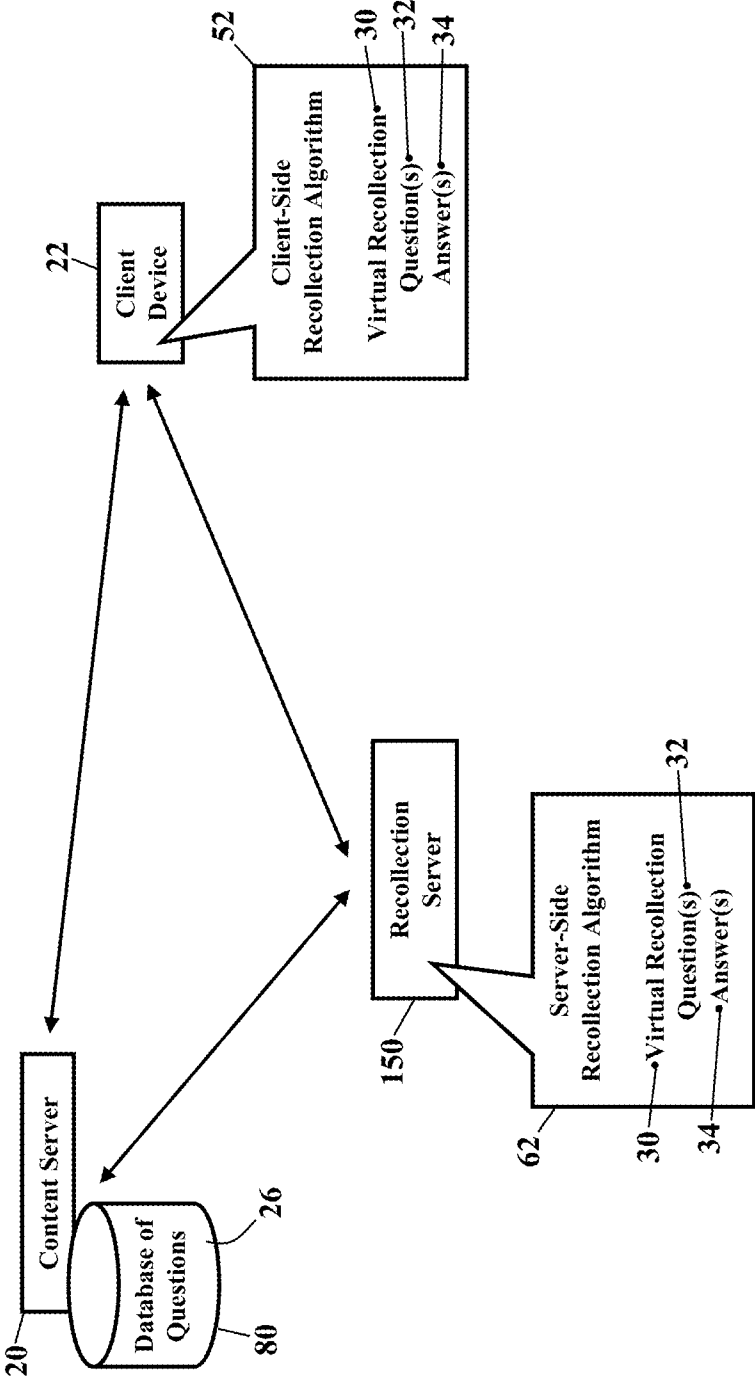 20
Content Server
Database of
Questions
26
80
22
Client
Device
52
Client-Side
Recollection Algorithm
Virtual Recollection
30
Question(s)
32
Answer(s)
34
150
Recollection
Server
62
Server-Side
Recollection Algorithm
30
Virtual Recollection
Question(s)
32
34
Answer(s)